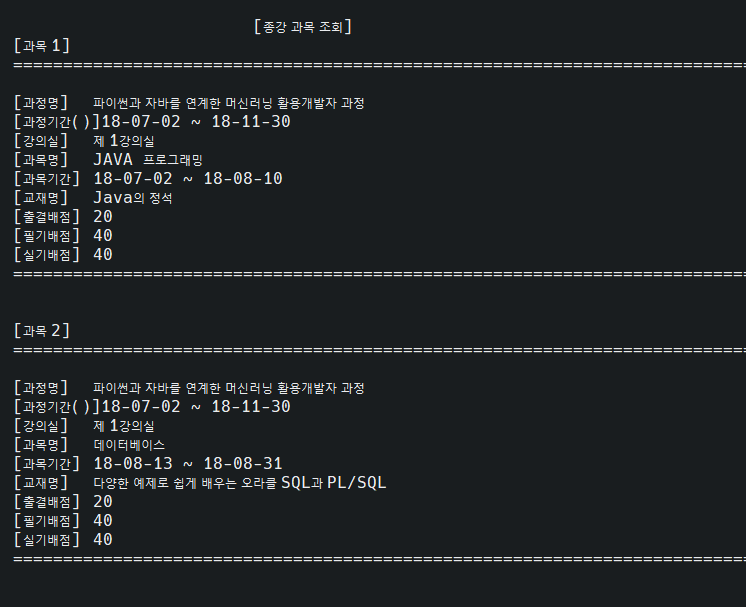 [종강 과목 조회]
[과목 1]
==========================================================================
[과정명] 파이썬과 자바를 연계한 머신러닝 활용개발자 과정
[과정기간( )]18-07-02 ~ 18-11-30
[강의실] 제 1강의실
[과목명] JAVA 프로그래밍
[과목기간] 18-07-02 ~ 18-08-10
[교재명] Java의 정석
[출결배점] 20
[필기배점] 40
[실기배점] 40
==========================================================================
[과목 2]
==========================================================================
[과정명] 파이썬과 자바를 연계한 머신러닝 활용개발자 과정
[과정기간( )]18-07-02 ~ 18-11-30
[강의실] 제 1강의실
[과목명] 데이터베이스
[과목기간] 18-08-13 ~ 18-08-31
[교재명] 다양한 예제로 쉽게 배우는 오라클 SQL과 PL/SQL
[출결배점] 20
[필기배점] 40
[실기배점] 40
==========================================================================